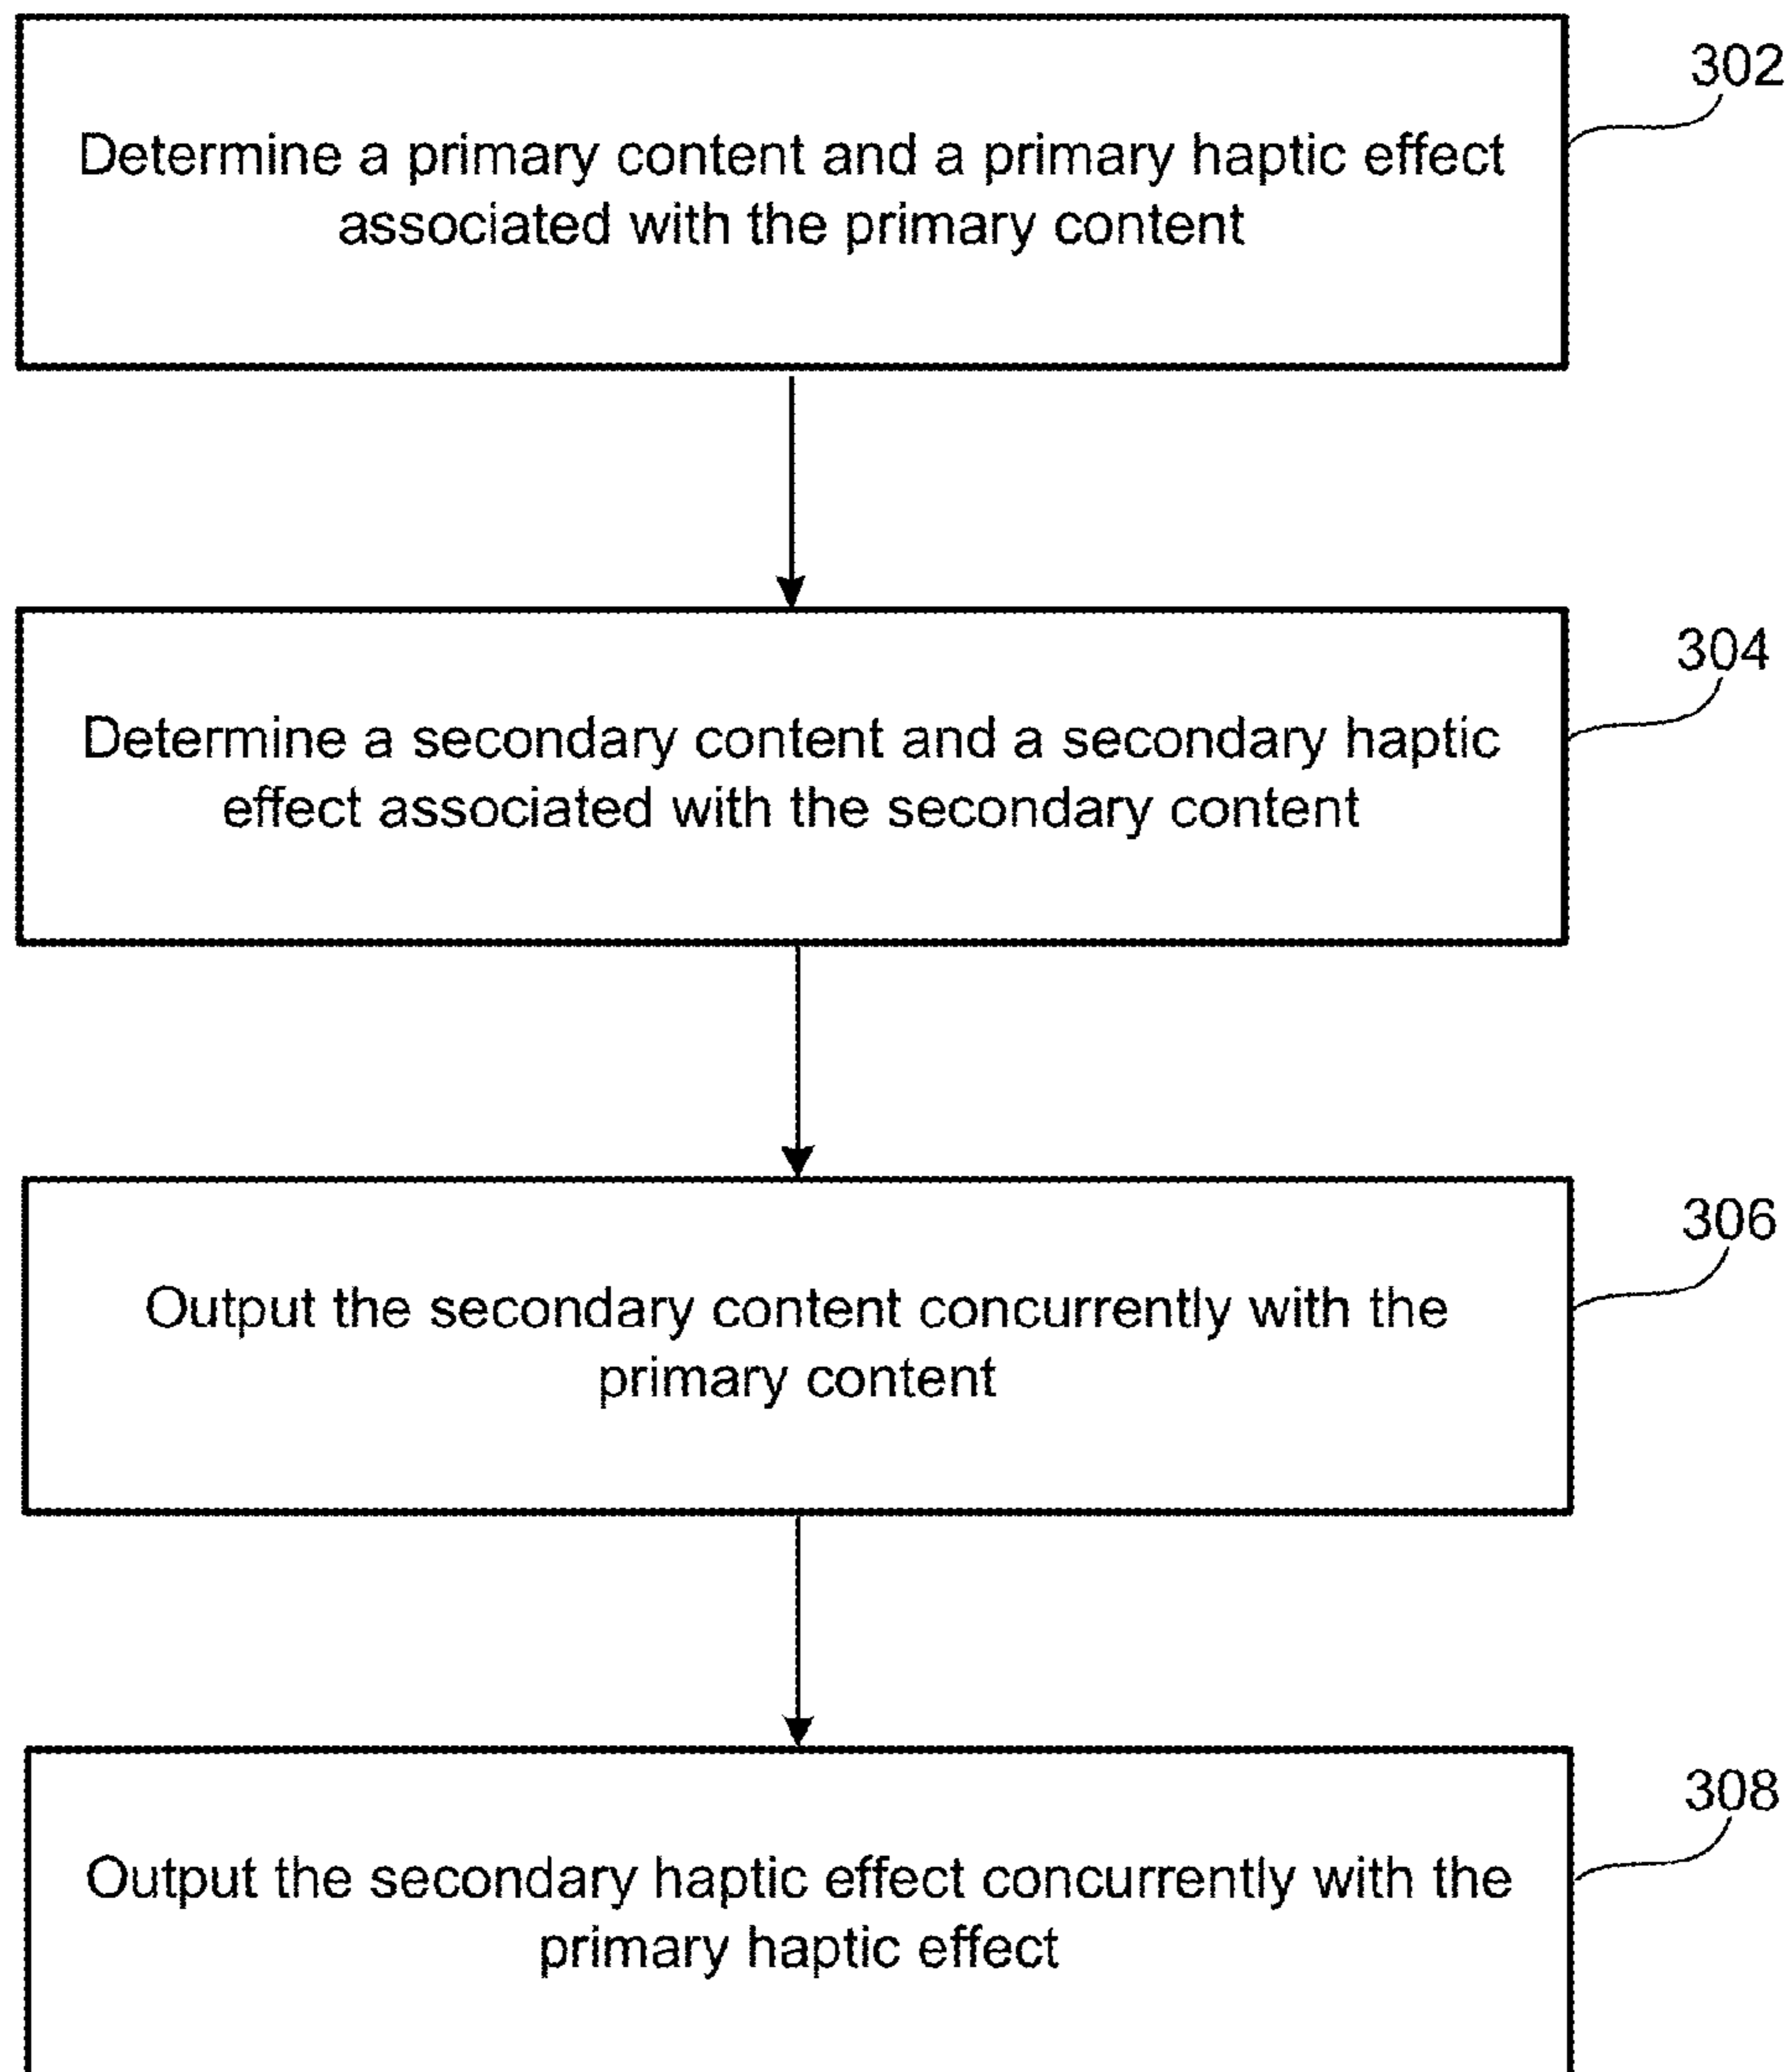 302
Determine a primary content and a primary haptic effect
associated with the primary content
304
Determine a secondary content and a secondary haptic
effect associated with the secondary content
306
Output the secondary content concurrently with the
primary content
308
Output the secondary haptic effect concurrently with the
primary haptic effect